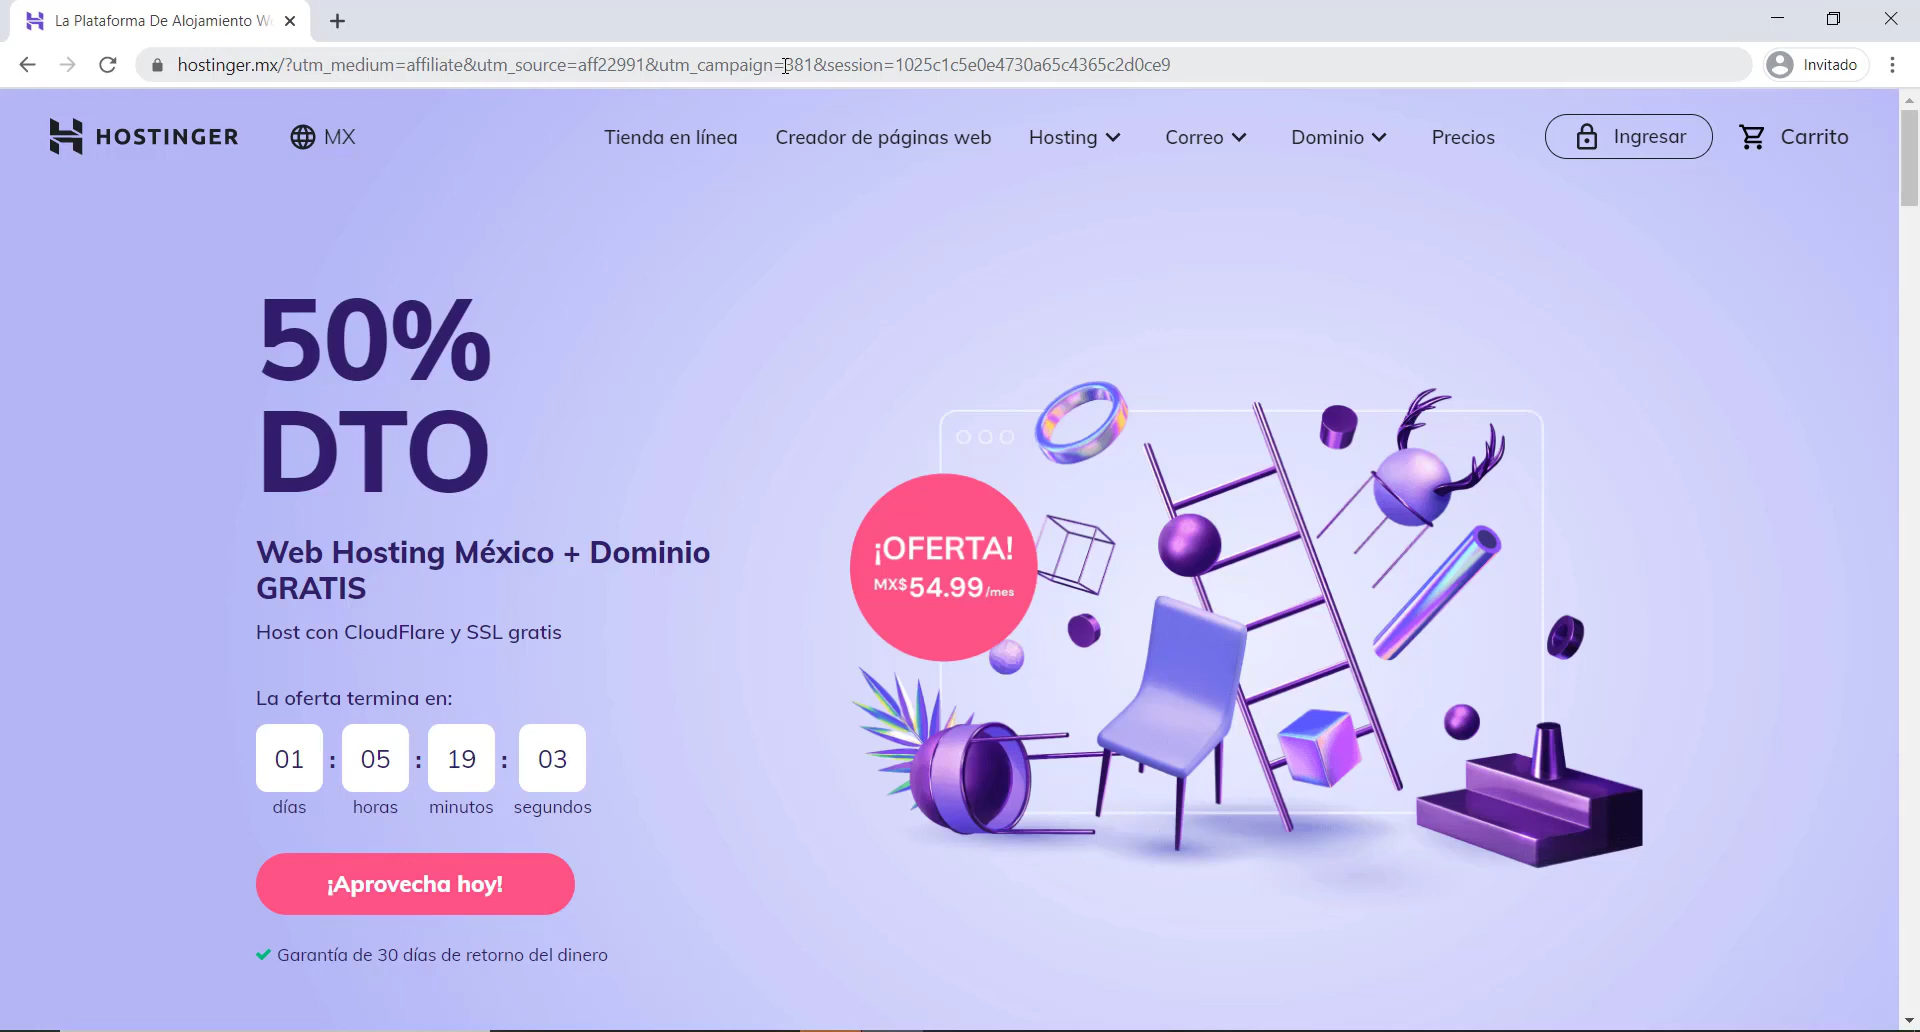 La Plataforma De Alojamiento W
hostinger.mx/?utm_medium=affiliate&utm_source=aff22991&utm_campaign=381&session=1025c1c5e0e4730a65c4365c2d0ce9
Invitado
HOSTINGER
MX
Tienda en línea
Creador de páginas web
Hosting
Correo
Dominio
Precios
Ingresar
Carrito
50%
DTO
Web Hosting México + Dominio
GRATIS
Host con CloudFlare y SSL gratis
La oferta termina en:
01 : 05 : 19 : 03
días horas minutos segundos
¡Aprovecha hoy!
Garantía de 30 días de retorno del dinero
¡OFERTA!
MX$54.99/mes